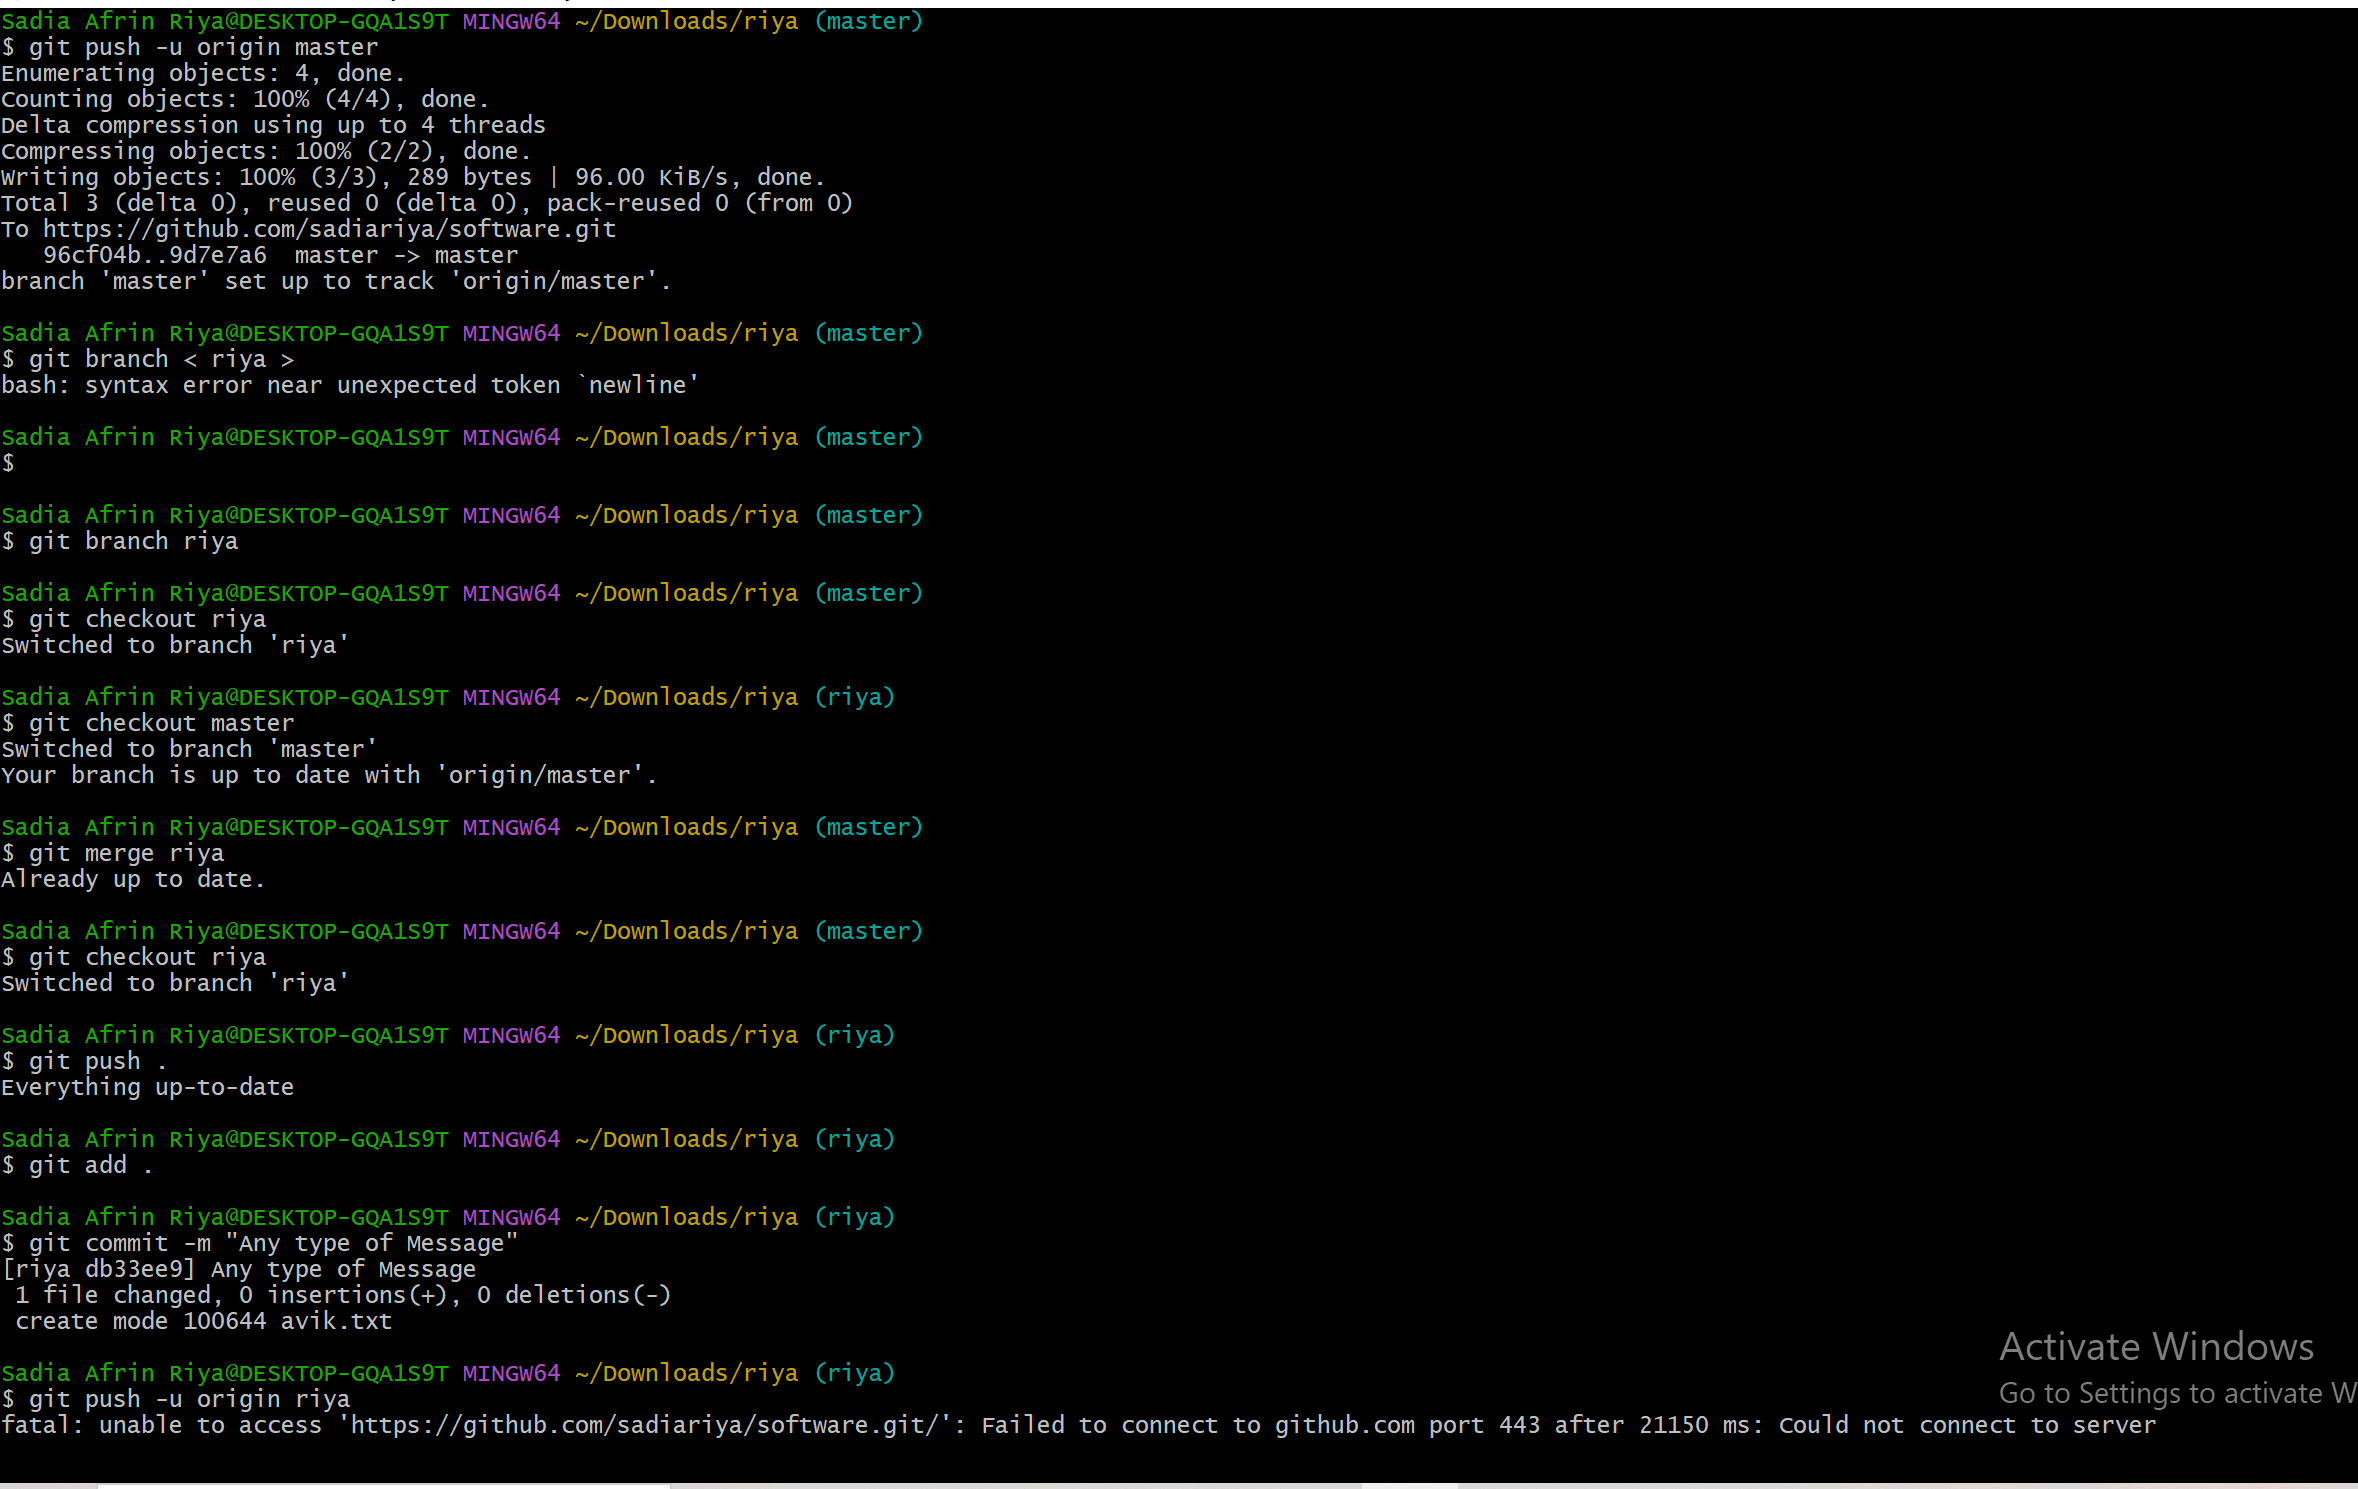 Sadia Afrin Riya@DESKTOP-GQA1S9T MINGW64 ~/Downloads/riya (master)
$ git push -u origin master
Enumerating objects: 4, done.
Counting objects: 100% (4/4), done.
Delta compression using up to 4 threads
Compressing objects: 100% (2/2), done.
Writing objects: 100% (3/3), 289 bytes | 96.00 KiB/s, done.
Total 3 (delta 0), reused 0 (delta 0), pack-reused 0 (from 0)
To https://github.com/sadiariya/software.git
   96cf04b..9d7e7a6  master -> master
branch 'master' set up to track 'origin/master'.
Sadia Afrin Riya@DESKTOP-GQA1S9T MINGW64 ~/Downloads/riya (master)
$ git branch < riya >
bash: syntax error near unexpected token `newline'
Sadia Afrin Riya@DESKTOP-GQA1S9T MINGW64 ~/Downloads/riya (master)
$
Sadia Afrin Riya@DESKTOP-GQA1S9T MINGW64 ~/Downloads/riya (master)
$ git branch riya
Sadia Afrin Riya@DESKTOP-GQA1S9T MINGW64 ~/Downloads/riya (master)
$ git checkout riya
Switched to branch 'riya'
Sadia Afrin Riya@DESKTOP-GQA1S9T MINGW64 ~/Downloads/riya (riya)
$ git checkout master
Switched to branch 'master'
Your branch is up to date with 'origin/master'.
Sadia Afrin Riya@DESKTOP-GQA1S9T MINGW64 ~/Downloads/riya (master)
$ git merge riya
Already up to date.
Sadia Afrin Riya@DESKTOP-GQA1S9T MINGW64 ~/Downloads/riya (master)
$ git checkout riya
Switched to branch 'riya'
Sadia Afrin Riya@DESKTOP-GQA1S9T MINGW64 ~/Downloads/riya (riya)
$ git push .
Everything up-to-date
Sadia Afrin Riya@DESKTOP-GQA1S9T MINGW64 ~/Downloads/riya (riya)
$ git add .
Sadia Afrin Riya@DESKTOP-GQA1S9T MINGW64 ~/Downloads/riya (riya)
$ git commit -m "Any type of Message"
[riya db33ee9] Any type of Message
 1 file changed, 0 insertions(+), 0 deletions(-)
 create mode 100644 avik.txt
Sadia Afrin Riya@DESKTOP-GQA1S9T MINGW64 ~/Downloads/riya (riya)
$ git push -u origin riya
fatal: unable to access 'https://github.com/sadiariya/software.git/': Failed to connect to github.com port 443 after 21150 ms: Could not connect to server
Activate Windows
Go to Settings to activate W